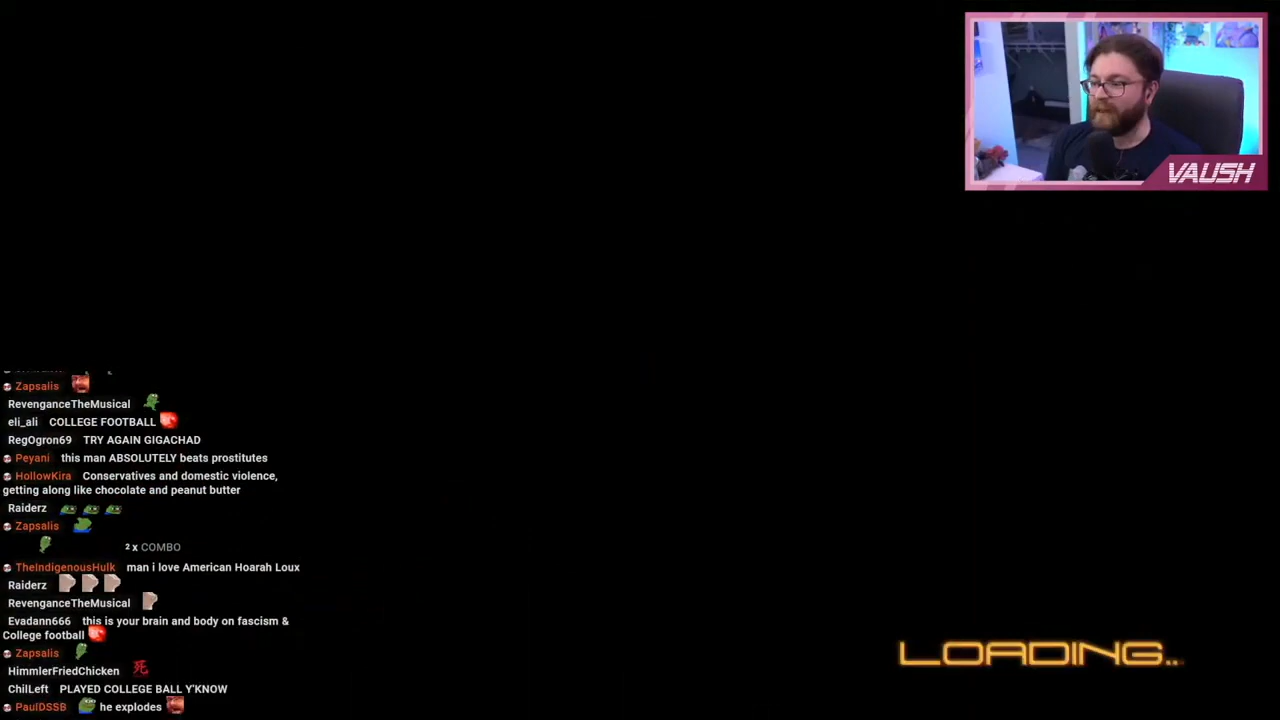 VAUSH
Zapsalis
RevenganceTheMusical
eli_ali COLLEGE FOOTBALL
RegOgron69 TRY AGAIN GIGACHAD
Peyani this man ABSOLUTELY beats prostitutes
HollowKira Conservatives and domestic violence,
getting along like chocolate and peanut butter
Raiderz
Zapsalis
2 x COMBO
TheIndigenousHulk man i love American Hoarah Loux
Raiderz
RevenganceTheMusical
Evadann666 this is your brain and body on fascism &
College football
Zapsalis
HimmlerFriedChicken 死
ChilLeft PLAYED COLLEGE BALL Y'KNOW
PaulDSSB he explodes
LOADING..